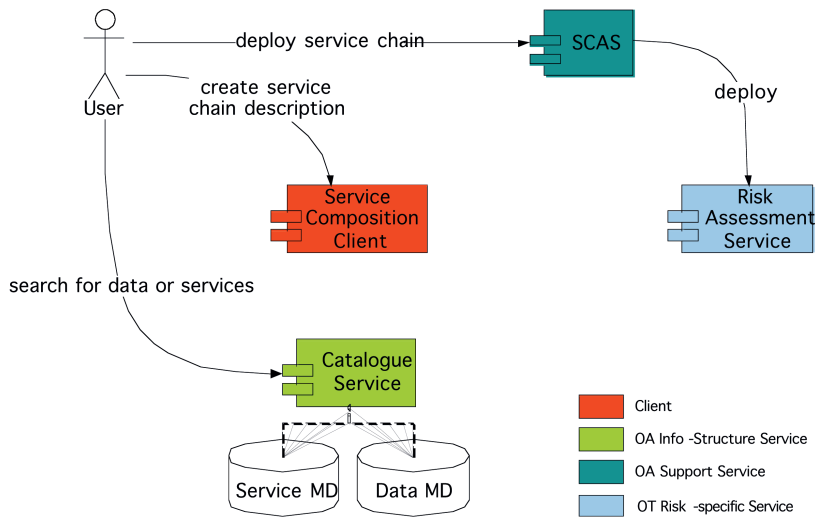 deploy service chain
SCAS
create service
chain description
User
deploy
Service
Composition
Client
Risk
Assessment
Service
search for data or services
Catalogue
Service
Service MD
Data MD
Client
OA Info -Structure Service
OA Support Service
OT Risk -specific Service